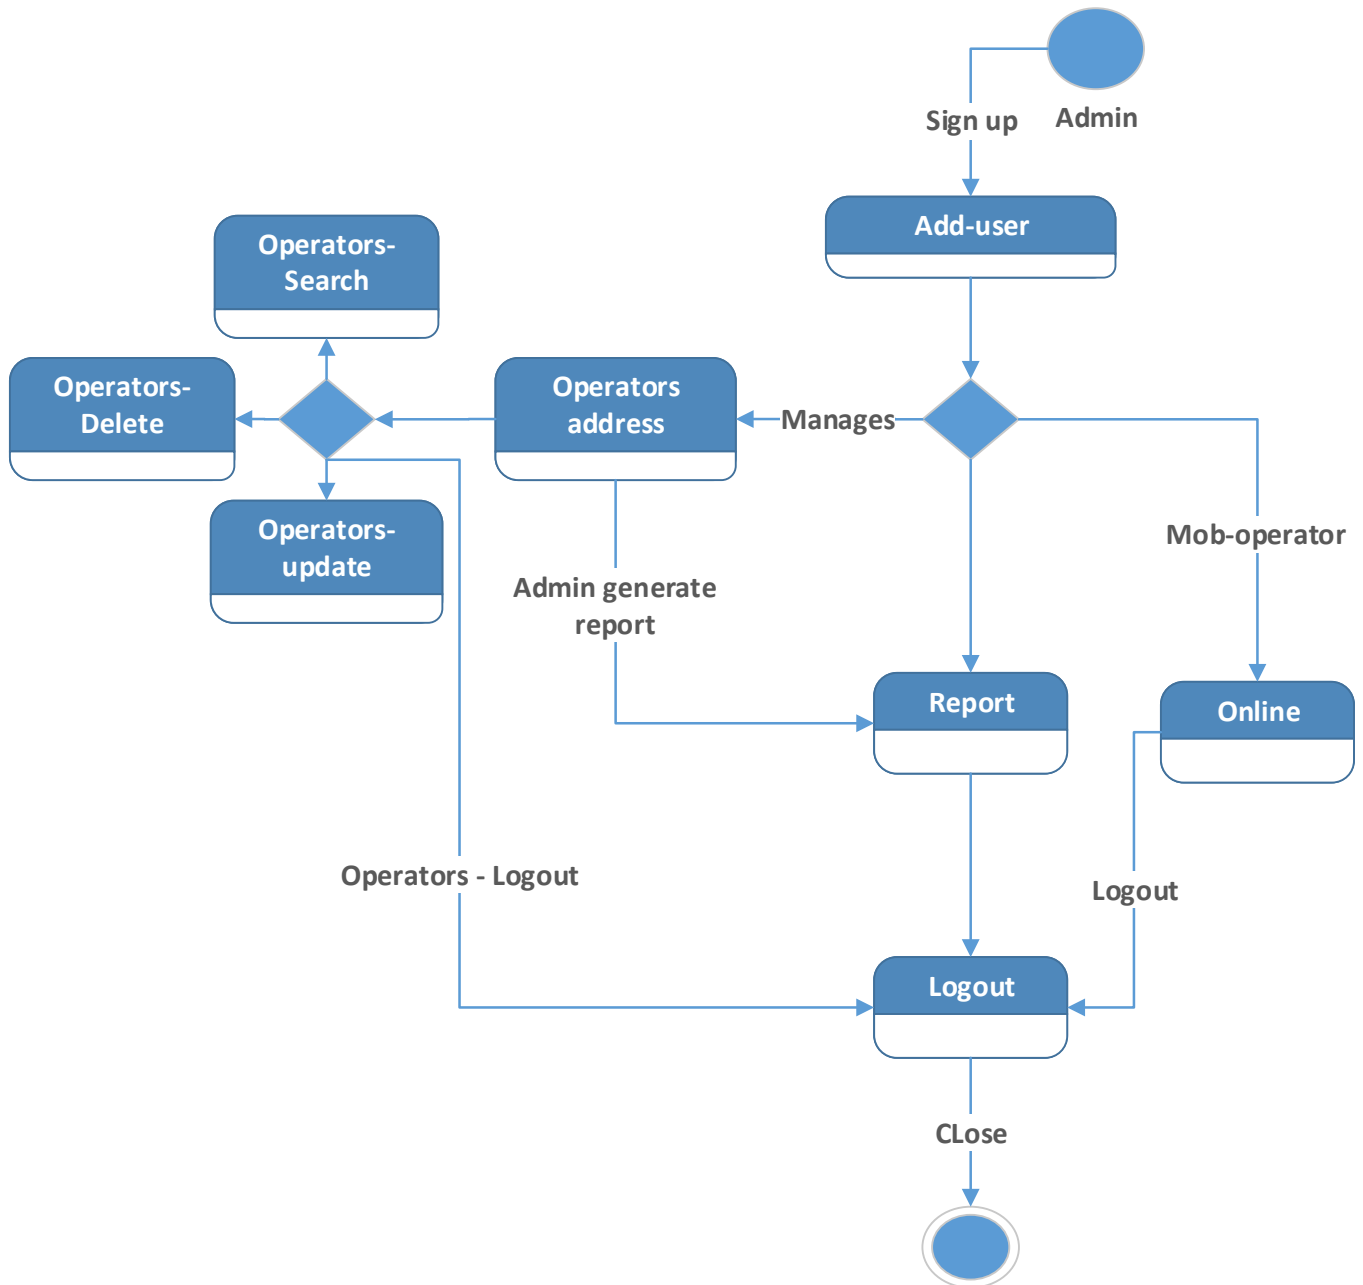 Admin
Sign up
Add-user
Operators-
Search
Operators-
Delete
Operators
address
Manages
Operators-
update
Mob-operator
Admin generate
report
Report
Online
Operators - Logout
Logout
Logout
CLose